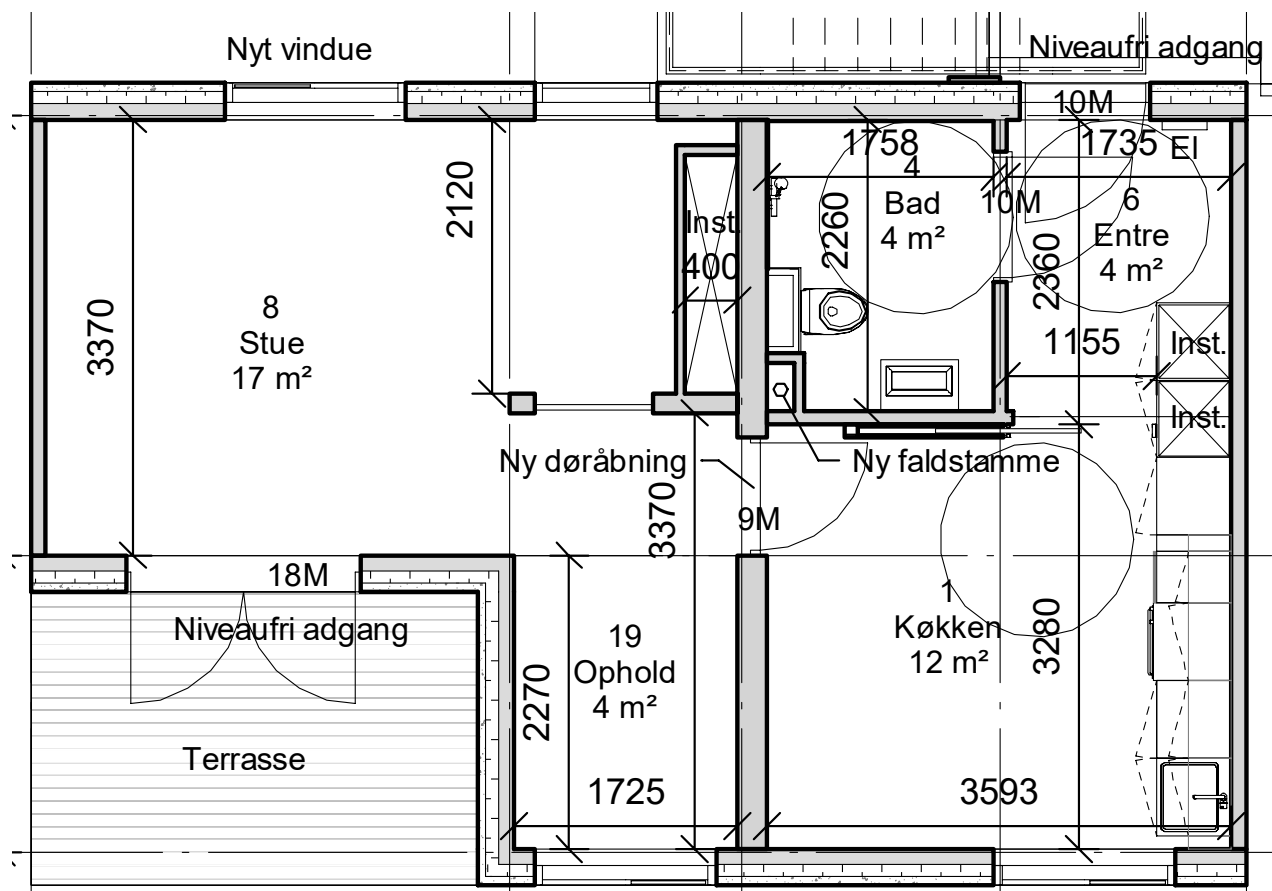 Nyt vindue
Niveaufri adgang
10M
1758
1735
El
4
Bad
4 m²
10M
6
Entre
4 m²
2120
Inst.
400
2260
2360
3370
8
Stue
17 m²
1155
Inst.
Inst.
Ny døråbning
Ny faldstamme
3370
9M
18M
Niveaufri adgang
1
Køkken
12 m²
3280
19
Ophold
4 m²
2270
Terrasse
1725
3593